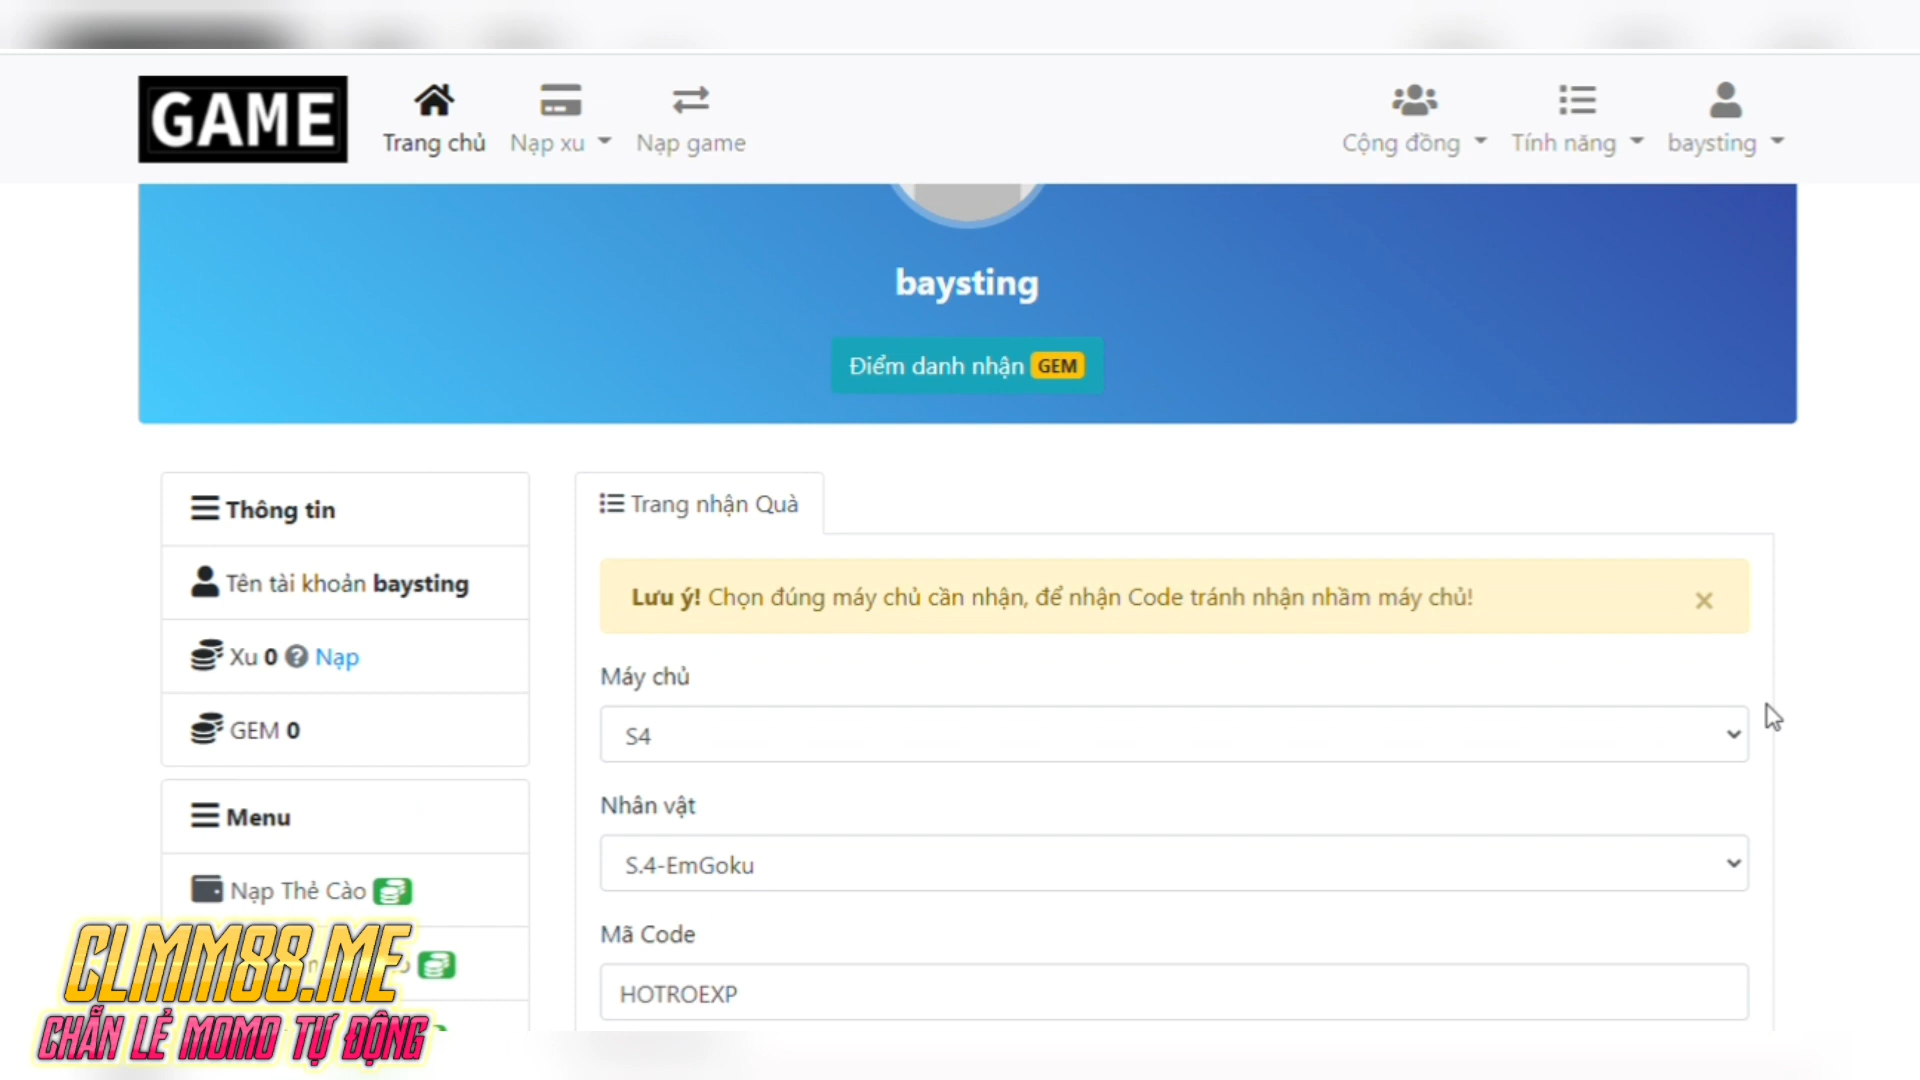 GAME
Trang chủ
Nạp xu
Nạp game
Cộng đồng
Tính năng
baysting
baysting
Điểm danh nhận GEM
Thông tin
Tên tài khoản baysting
Xu 0 Nạp
GEM 0
Menu
Nạp Thẻ Cào
Trang nhận Quà
Lưu ý! Chọn đúng máy chủ cần nhận, để nhận Code tránh nhận nhầm máy chủ!
Máy chủ
S4
Nhân vật
S.4-EmGoku
Mã Code
HOTROEXP
CLMM88.ME
CHẴN LẺ MOMO TỰ ĐỘNG